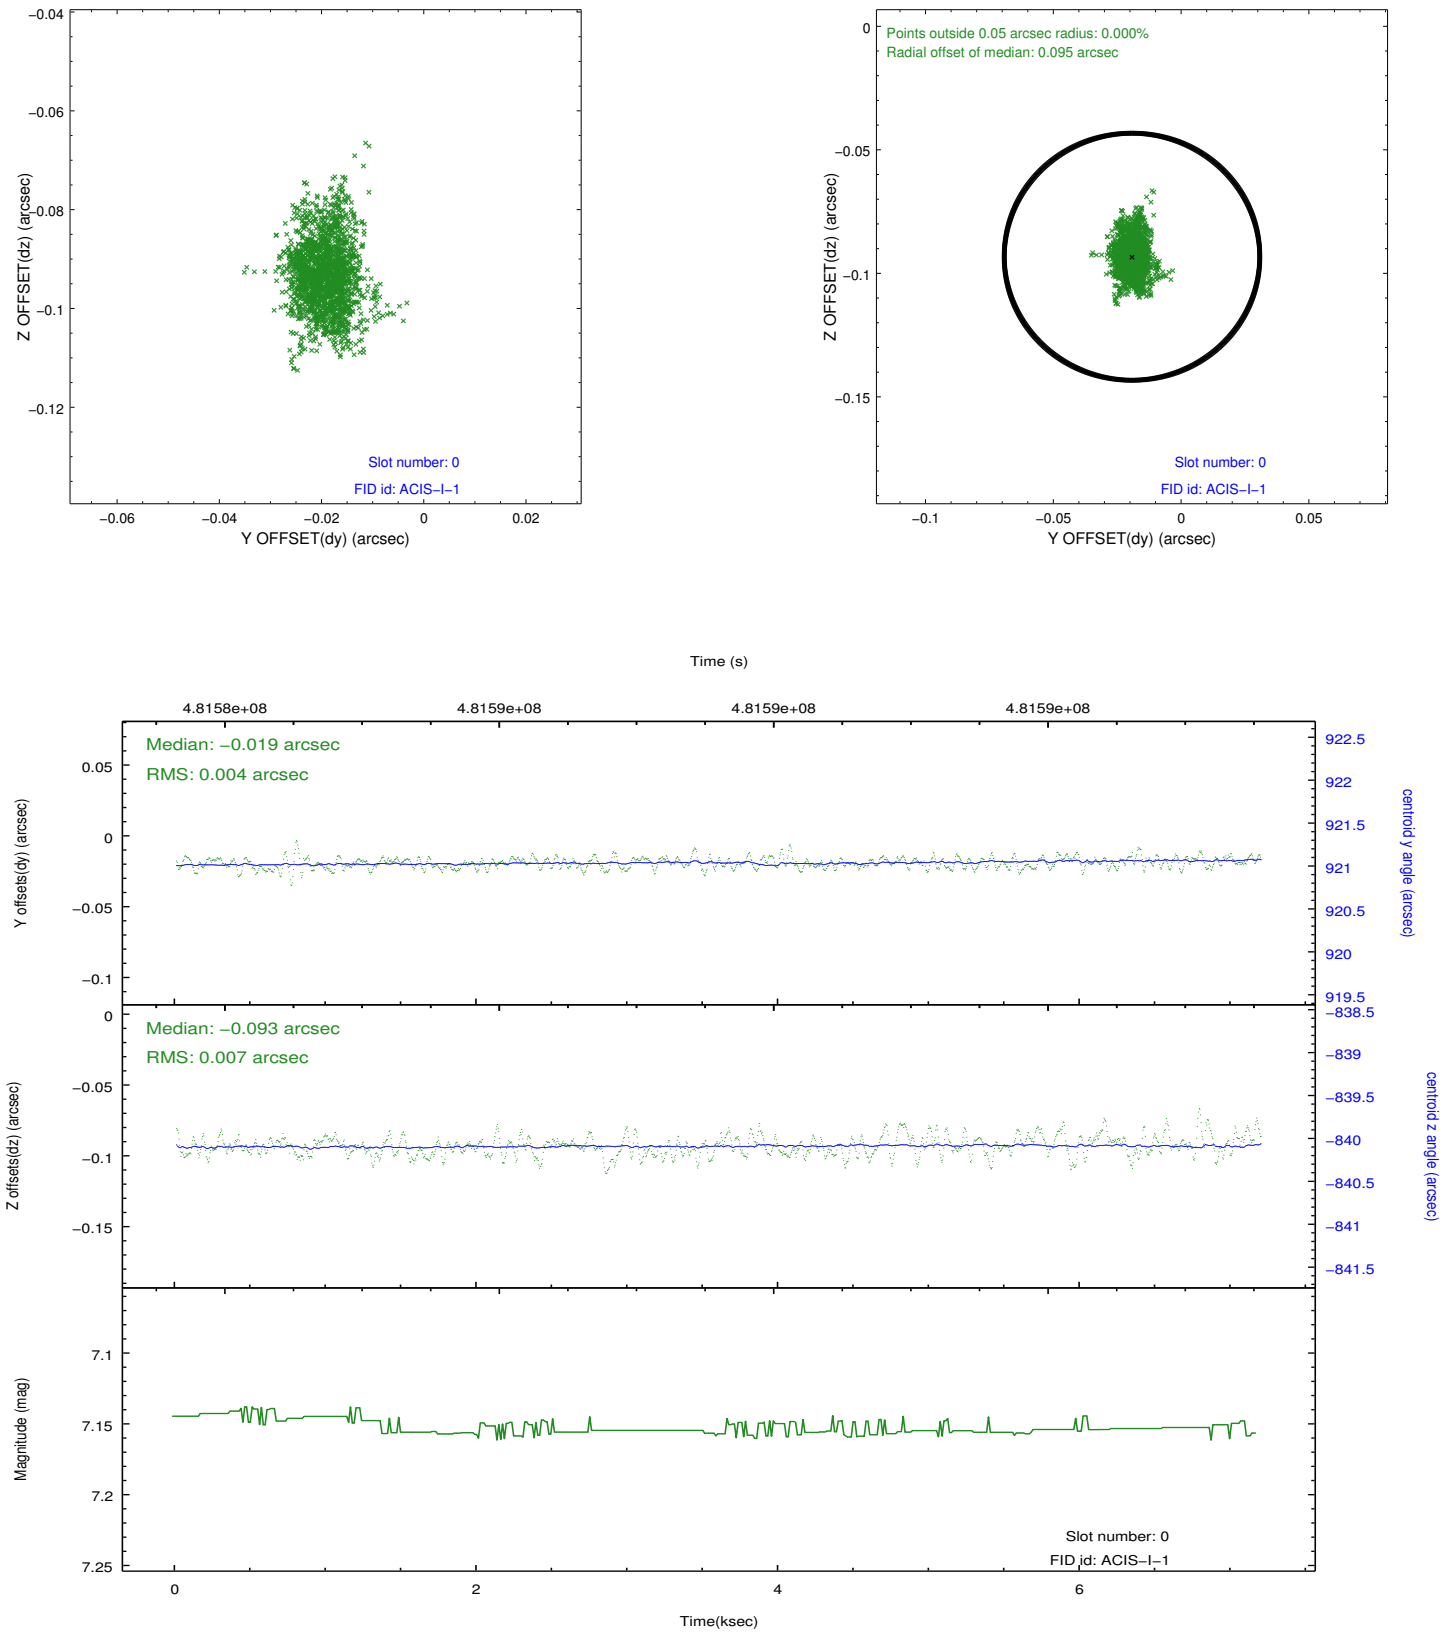 −0.04
−0.06
−0.08
−0.1
−0.12
Z OFFSET(dz) (arcsec)
−0.06
−0.04
−0.02
0
0.02
Y OFFSET(dy) (arcsec)
Slot number: 0
FID id: ACIS−I−1
Points outside 0.05 arcsec radius: 0.000%
Radial offset of median: 0.095 arcsec
0
−0.05
−0.1
−0.15
Z OFFSET(dz) (arcsec)
−0.1
−0.05
0
0.05
Y OFFSET(dy) (arcsec)
Slot number: 0
FID id: ACIS−I−1
Time (s)
4.8158e+08
4.8159e+08
4.8159e+08
4.8159e+08
Median: −0.019 arcsec
RMS: 0.004 arcsec
0.05
0
−0.05
−0.1
Y offsets(dy) (arcsec)
922.5
922
921.5
921
920.5
920
919.5
centroid y angle (arcsec)
Median: −0.093 arcsec
RMS: 0.007 arcsec
0
−0.05
−0.1
−0.15
Z offsets(dz) (arcsec)
−838.5
−839
−839.5
−840
−840.5
−841
−841.5
centroid z angle (arcsec)
7.1
7.15
7.2
7.25
Magnitude (mag)
Slot number: 0
FID id: ACIS−I−1
0
2
4
6
Time(ksec)